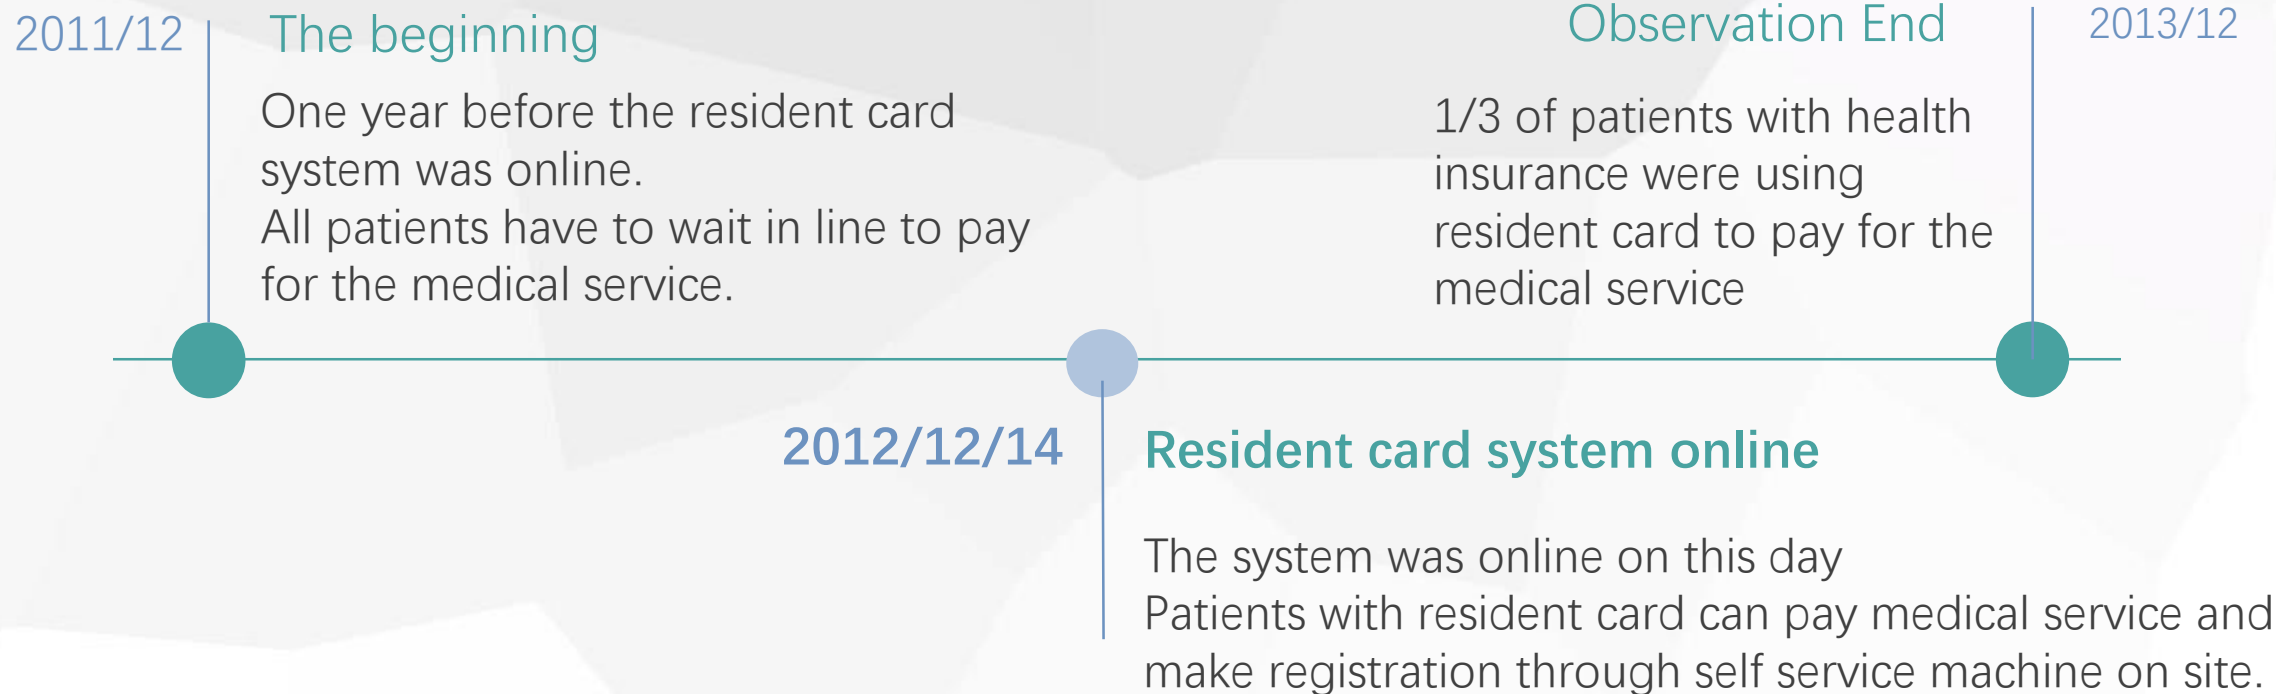 2011/12
The beginning
One year before the resident card
system was online.
All patients have to wait in line to pay
for the medical service.
Observation End
2013/12
1/3 of patients with health
insurance were using
resident card to pay for the
medical service
2012/12/14
Resident card system online
The system was online on this day
Patients with resident card can pay medical service and
make registration through self service machine on site.